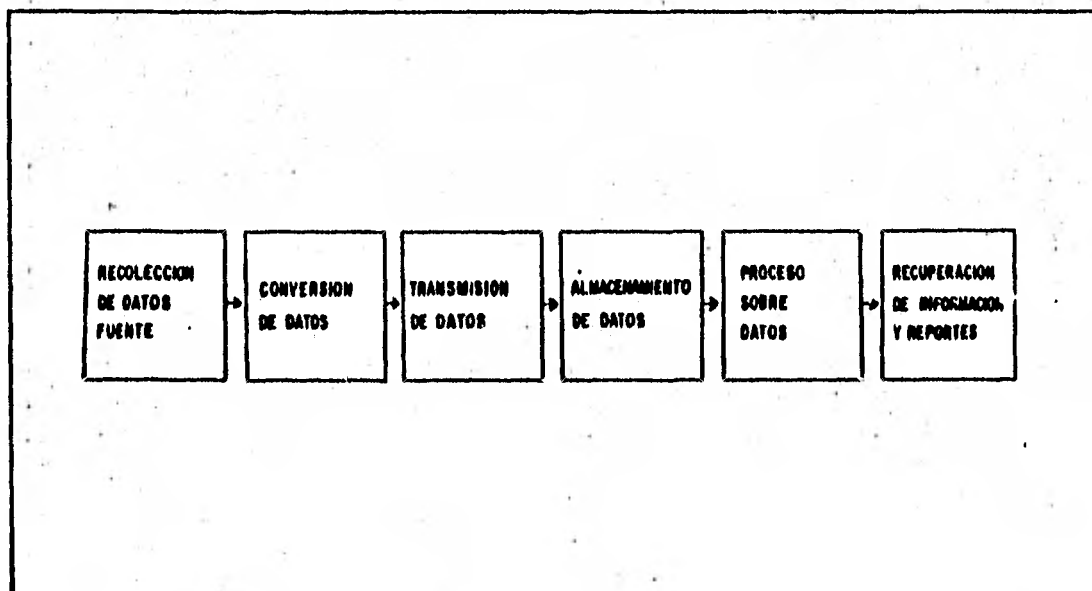 RECOLECCION
DE DATOS
FUENTE
CONVERSION
DE DATOS
TRANSMISION
DE DATOS
ALMACENAMIENTO
DE DATOS
PROCESO
SOBRE
DATOS
RECUPERACION
DE INFORMACION
Y REPORTES